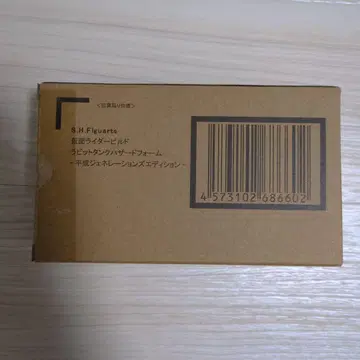 S.H.Figuarts
仮面ライダービルド
ラビットタンクハザードフォーム
-平成ジェネレーションズエディション-
4 573102 686602